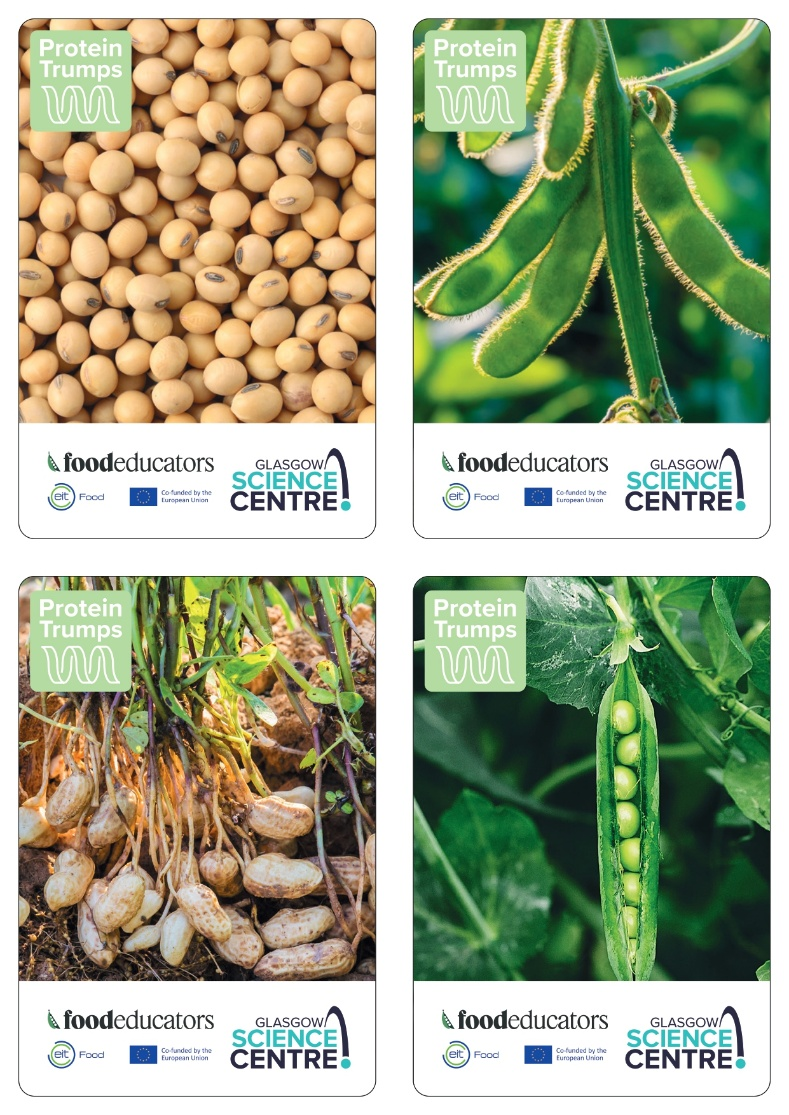 Protein
Trumps
foodeducators
eit Food
Co-funded by the
European Union
GLASGOW
SCIENCE
CENTRE
Protein
Trumps
foodeducators
eit Food
Co-funded by the
European Union
GLASGOW
SCIENCE
CENTRE
Protein
Trumps
foodeducators
eit Food
Co-funded by the
European Union
GLASGOW
SCIENCE
CENTRE
Protein
Trumps
foodeducators
eit Food
Co-funded by the
European Union
GLASGOW
SCIENCE
CENTRE